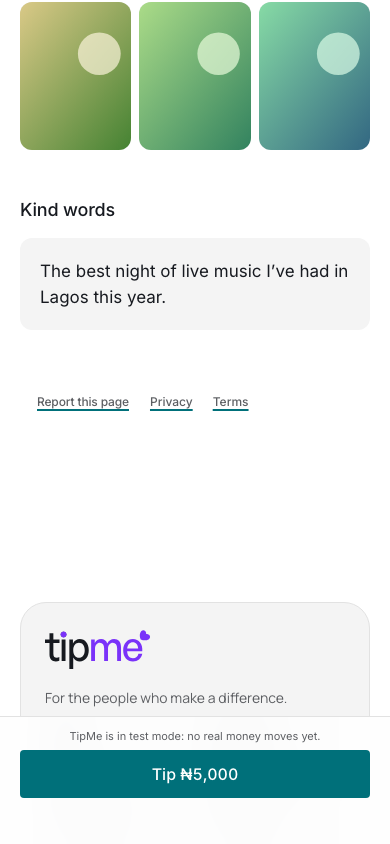 Kind words
The best night of live music I’ve had in
Lagos this year.
Report this page Privacy Terms
tipme
For the people who make a difference.
TipMe is in test mode: no real money moves yet.
Tip ₦5,000